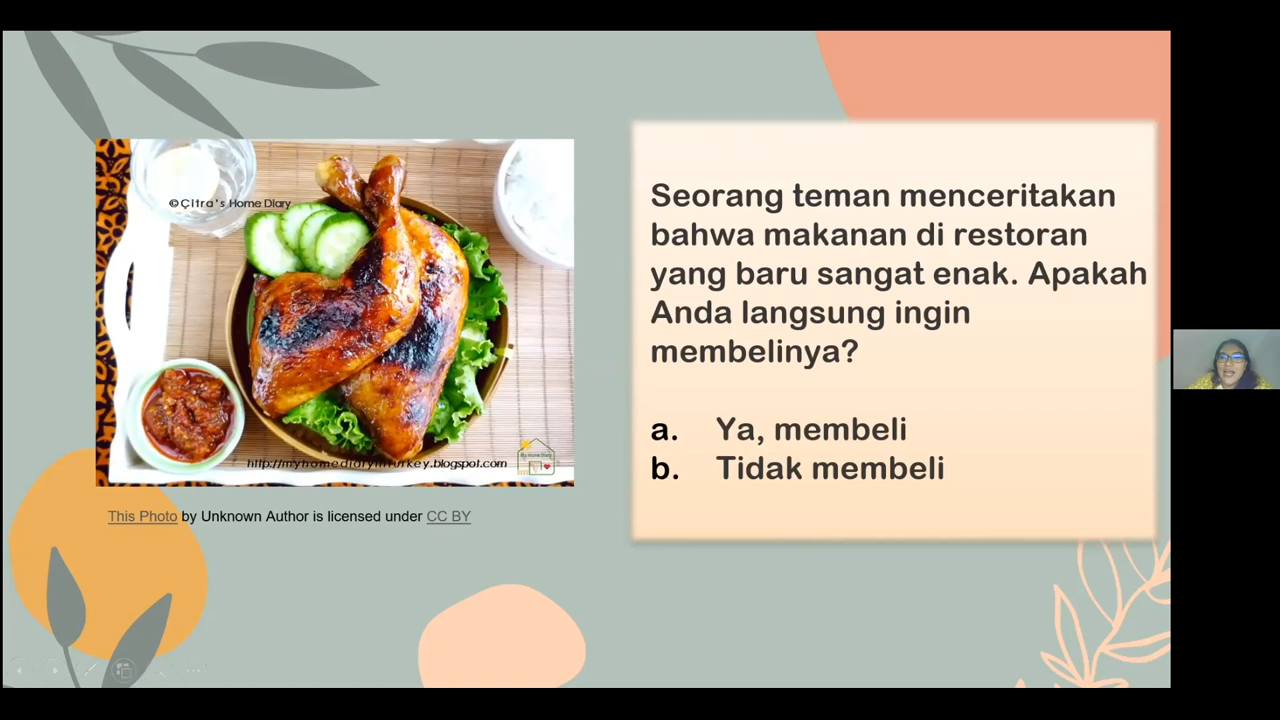 ©Çitra's Home Diary
http://myhomediaryinturkey.blogspot.com
This Photo by Unknown Author is licensed under CC BY
Seorang teman menceritakan
bahwa makanan di restoran
yang baru sangat enak. Apakah
Anda langsung ingin
membelinya?
a. Ya, membeli
b. Tidak membeli